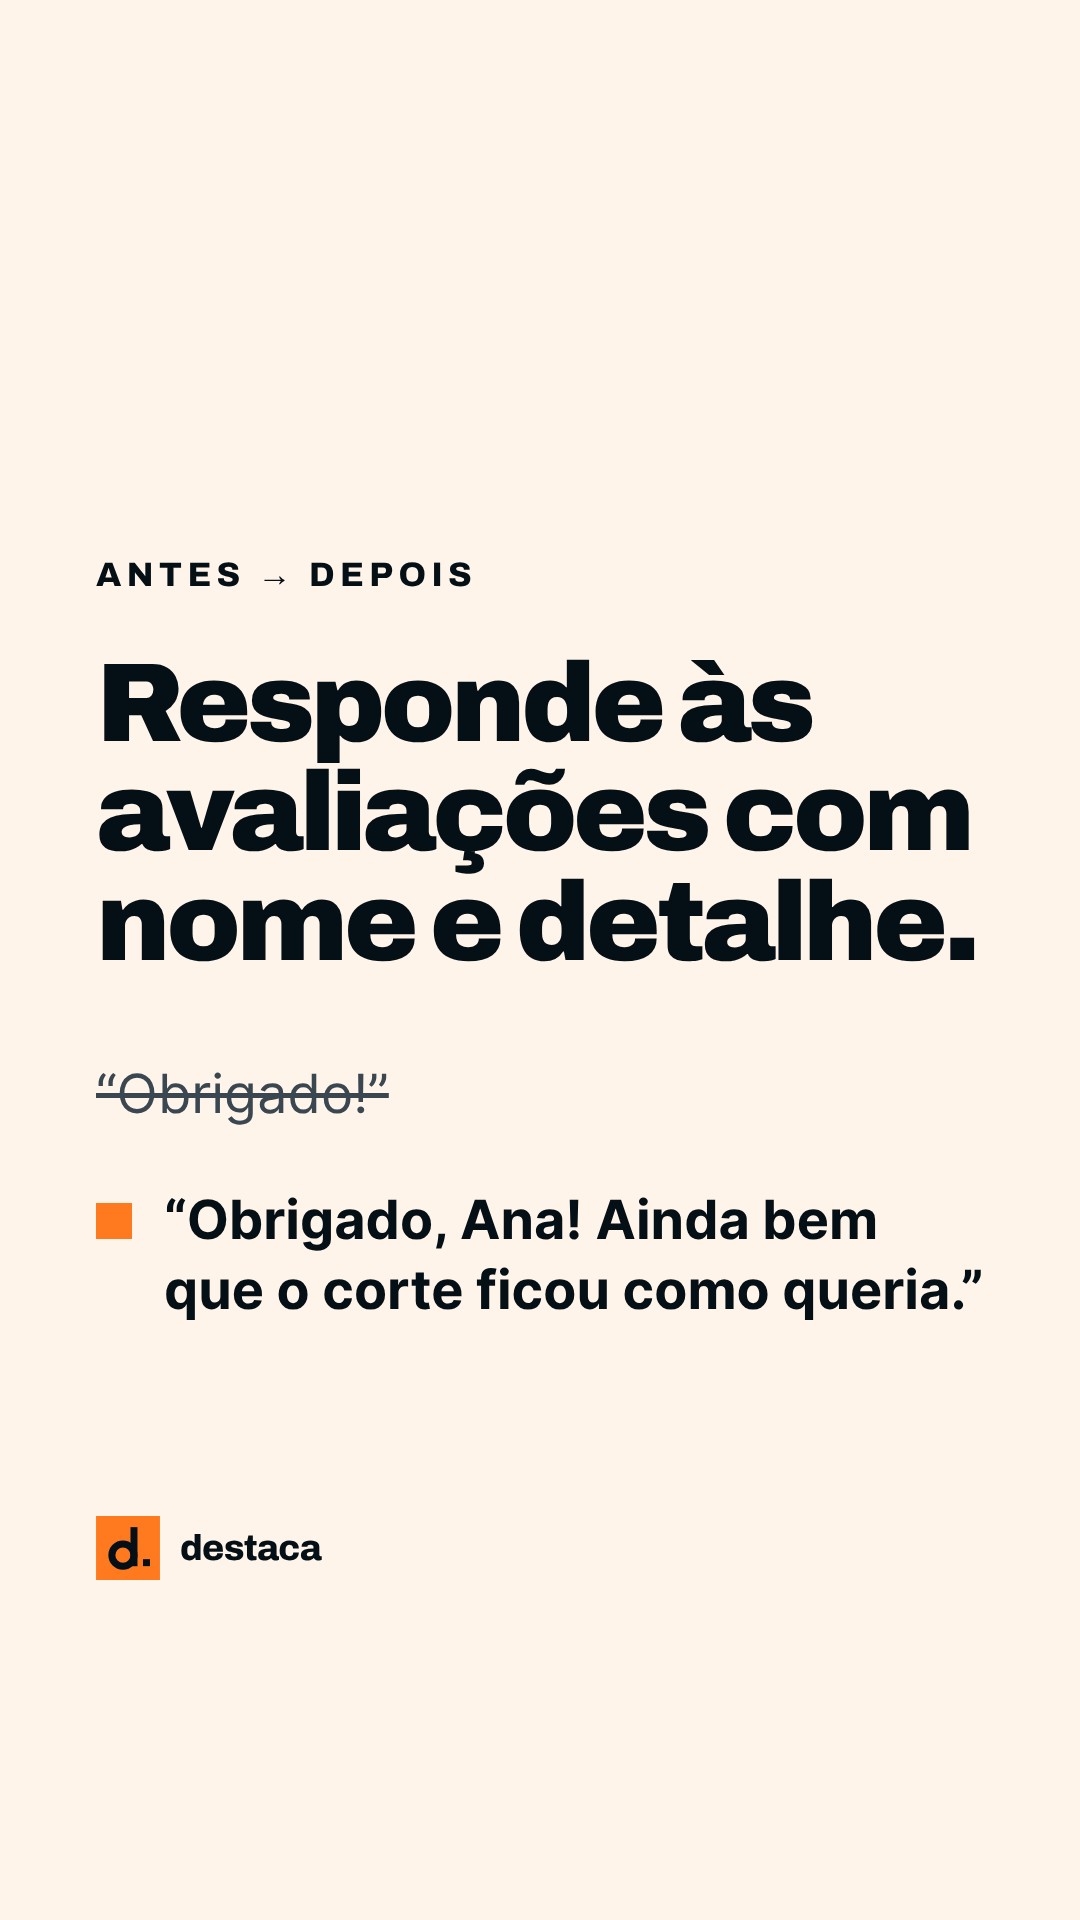 ANTES → DEPOIS
Responde às
avaliações com
nome e detalhe.
“Obrigado!”
“Obrigado, Ana! Ainda bem
que o corte ficou como queria.”
d. destaca